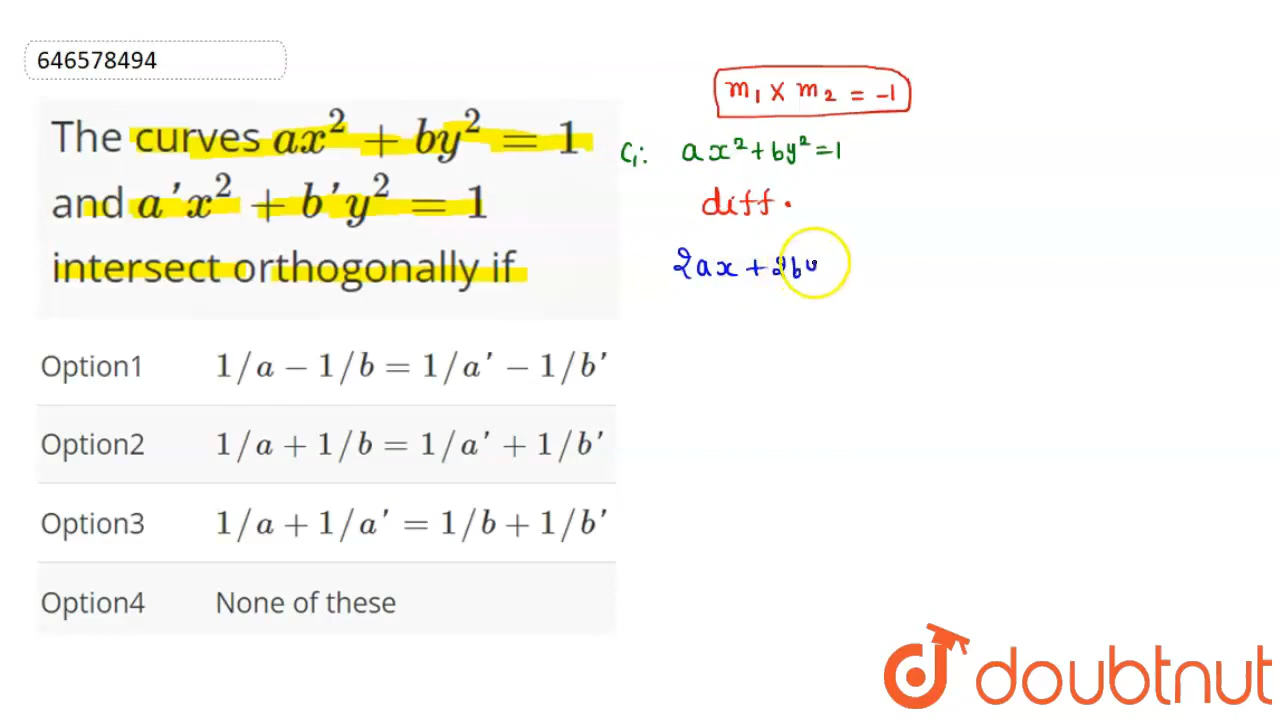 646578494
The curves ax² + by² = 1
and a′x² + b′y² = 1
intersect orthogonally if
Option1 1/a − 1/b = 1/a′ − 1/b′
Option2 1/a + 1/b = 1/a′ + 1/b′
Option3 1/a + 1/a′ = 1/b + 1/b′
Option4 None of these
m₁ × m₂ = −1
C₁: ax² + by² = 1
diff.
2ax + 2by
doubtnut